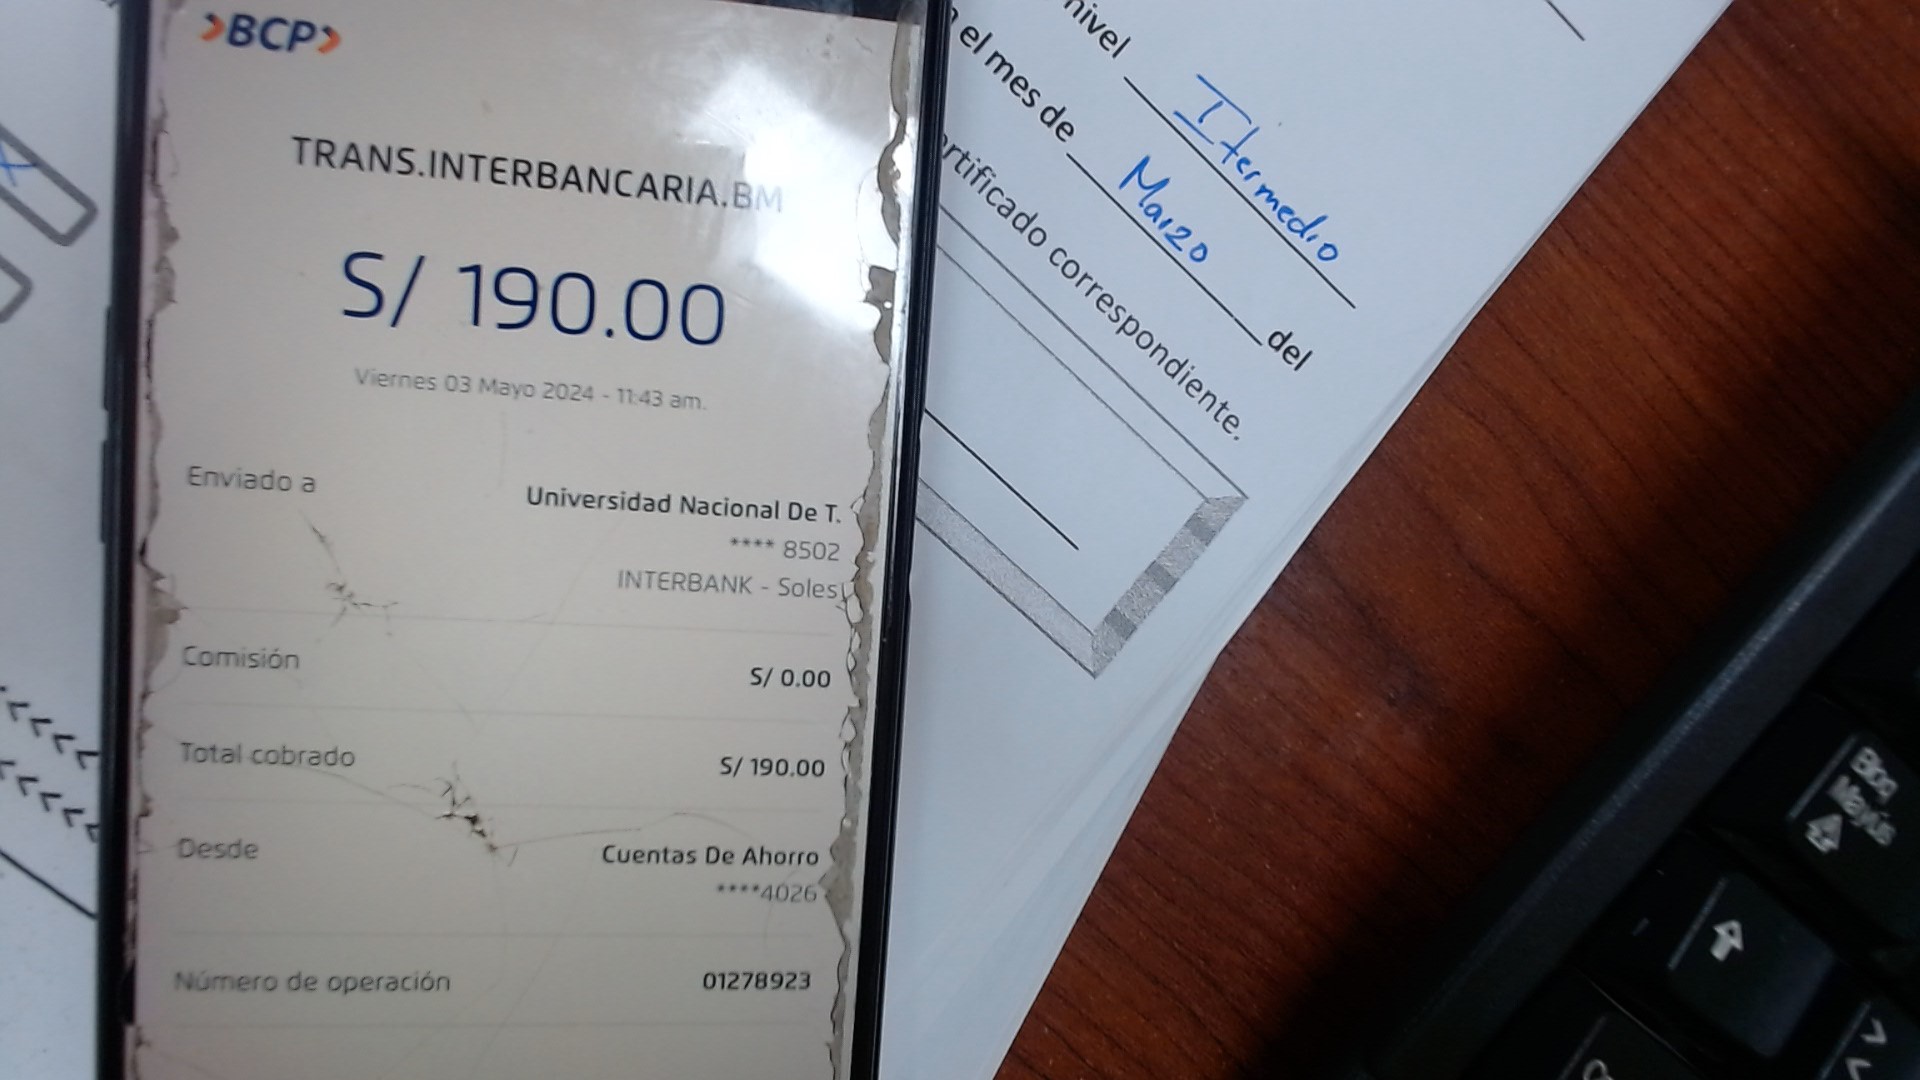 BCP
TRANS.INTERBANCARIA.BM
S/ 190.00
Viernes 03 Mayo 2024 - 11:43 am.
Enviado a
Universidad Nacional De T.
**** 8502
INTERBANK - Soles
Comisión
S/ 0.00
Total cobrado
S/ 190.00
Desde
Cuentas De Ahorro
****4026
Número de operación
01278923
nivel Itermedio
el mes de Marzo del
correspondiente.
Bloq
Mayús